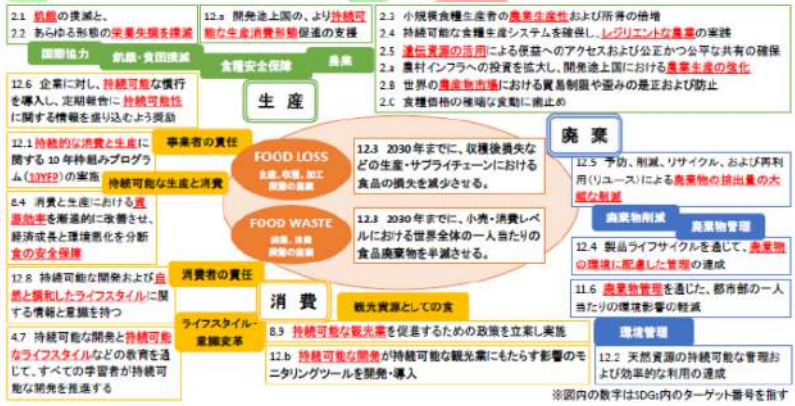 2.1 飢餓の撲滅と、
2.2 あらゆる形態の栄養失調を撲滅
12.a 開発途上国の、より持続可
能な生産消費形態促進の支援
2.3 小規模食糧生産者の農業生産性および所得の倍増
2.4 持続可能な食糧生産システムを確保し、レジリエントな農業の実践
2.5 遺伝資源の活用による便益へのアクセスおよび公正かつ公平な共有の確保
2.a 農村インフラへの投資を拡大し、開発途上国における農業生産の強化
2.8 世界の農産物市場における貿易制限や歪みの是正および防止
2.C 食糧価格の極端な変動に歯止め
国際協力
飢餓・貧困撲滅
食糧安全保障
農業
12.6 企業に対し、持続可能な慣行
を導入し、定期報告に持続可能性
に関する情報を盛り込むよう奨励
生産
廃棄
事業者の責任
12.1 持続的な消費と生産に
関する10年枠組みプログラ
ム(10YFP)の実施
持続可能な生産と消費
FOOD LOSS
生産、収穫、加工
段階の廃棄
12.3 2030年までに、収穫後損失な
どの生産・サプライチェーンにおける
食品の損失を減少させる。
12.5 予防、削減、リサイクル、および再利
用(リユース)による廃棄物の排出量の大
幅な削減
8.4 消費と生産における資
源効率を漸進的に改善させ、
経済成長と環境悪化を分断
食の安全保障
FOOD WASTE
段階の廃棄
12.3 2030年までに、小売・消費レベ
ルにおける世界全体の一人当たりの
食品廃棄物を半減させる。
廃棄物削減
廃棄物管理
12.4 製品ライフサイクルを通じて、廃棄物
の環境に配慮した管理の達成
12.8 持続可能な開発および自
然と調和したライフスタイルに関
する情報と意識を持つ
消費者の責任
消費
観光資源としての食
11.6 廃棄物管理を通じた、都市部の一人
当たりの環境影響の軽減
ライフスタイル・
意識変革
環境管理
4.7 持続可能な開発と持続可能
なライフスタイルなどの教育を通
じて、すべての学習者が持続可
能な開発を推進する
8.9 持続可能な観光業を促進するための政策を立案し実施
12.b 持続可能な開発が持続可能な観光業にもたらす影響のモ
ニタリングツールを開発・導入
12.2 天然資源の持続可能な管理お
よび効率的な利用の達成
※図内の数字はSDGs内のターゲット番号を指す